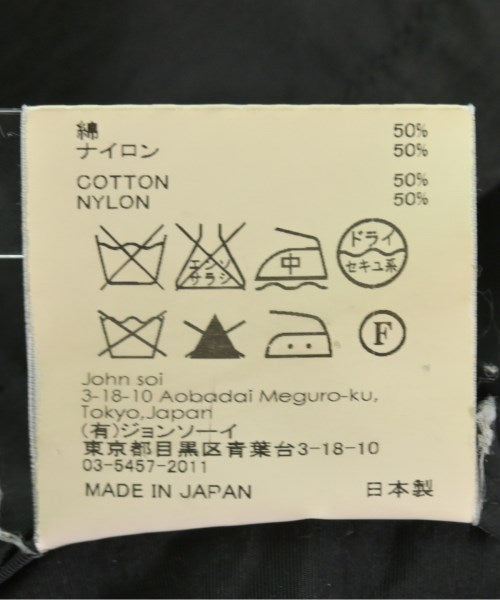 綿 50%
ナイロン 50%
COTTON 50%
NYLON 50%
エンソ
サラシ
中
ドライ
セキユ系
F
John soi
3-18-10 Aobadai Meguro-ku,
Tokyo,Japan
(有)ジョンソーイ
東京都目黒区青葉台3-18-10
03-5457-2011
MADE IN JAPAN 日本製